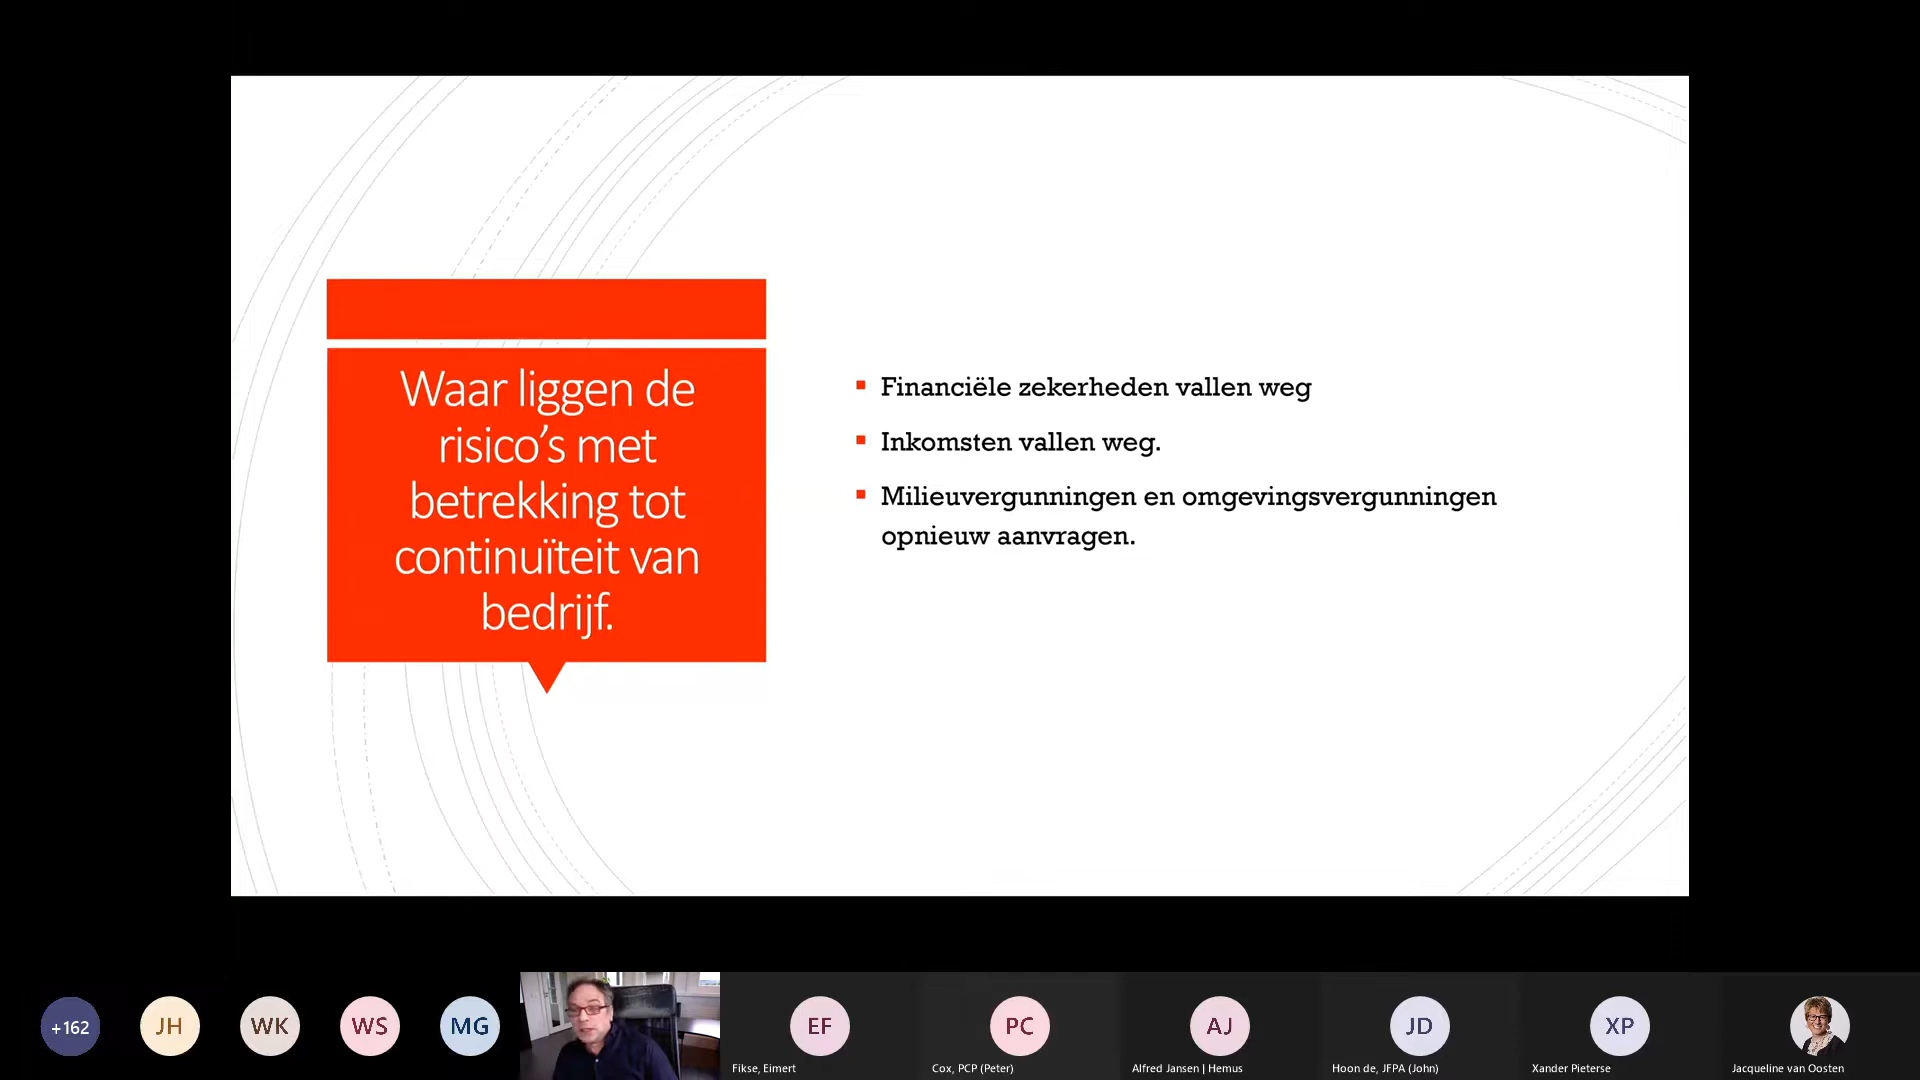 Waar liggen de
risico’s met
betrekking tot
continuïteit van
bedrijf.
Financiële zekerheden vallen weg
Inkomsten vallen weg.
Milieuvergunningen en omgevingsvergunningen
opnieuw aanvragen.
+162
JH
WK
WS
MG
EF
PC
AJ
JD
XP
Fikse, Eimert
Cox, PCP (Peter)
Alfred Jansen | Hemus
Hoon de, JFPA (John)
Xander Pieterse
Jacqueline van Oosten